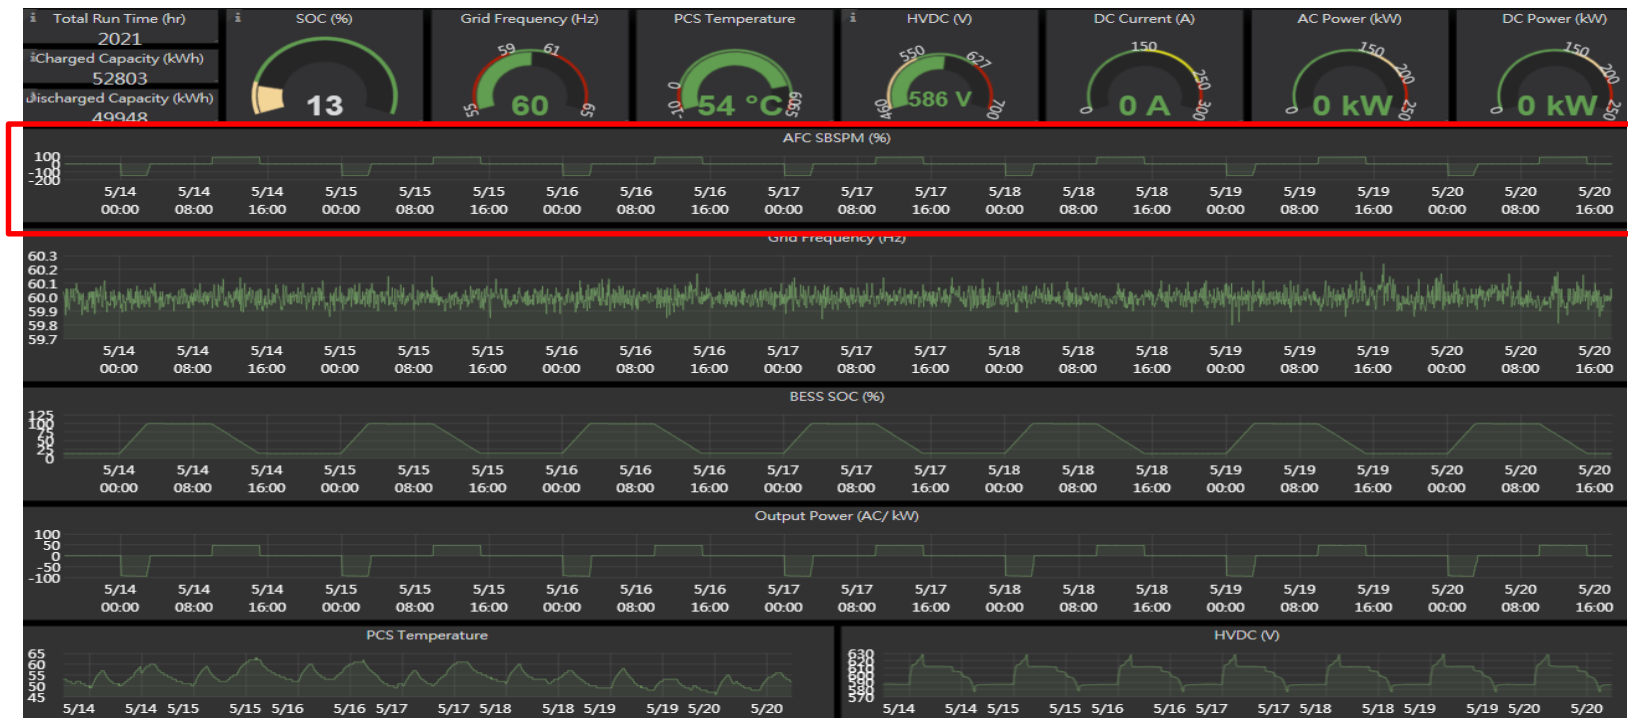 Total Run Time (hr)
2021
Charged Capacity (kWh)
52803
Discharged Capacity (kWh)
49948
SOC (%)
13
Grid Frequency (Hz)
55 59 61 65
60
PCS Temperature
-10 0 6065
54 °C
HVDC (V)
550 627 700
586 V
DC Current (A)
0 150 250 300
0 A
AC Power (kW)
0 150 200 250
0 kW
DC Power (kW)
0 150 200 250
0 kW
AFC SBSPM (%)
100
0
-100
-200
5/14 5/14 5/14 5/15 5/15 5/15 5/16 5/16 5/16 5/17 5/17 5/17 5/18 5/18 5/18 5/19 5/19 5/19 5/20 5/20 5/20
00:00 08:00 16:00 00:00 08:00 16:00 00:00 08:00 16:00 00:00 08:00 16:00 00:00 08:00 16:00 00:00 08:00 16:00 00:00 08:00 16:00
Grid Frequency (Hz)
60.3
60.2
60.1
60.0
59.9
59.8
59.7
5/14 5/14 5/14 5/15 5/15 5/15 5/16 5/16 5/16 5/17 5/17 5/17 5/18 5/18 5/18 5/19 5/19 5/19 5/20 5/20 5/20
00:00 08:00 16:00 00:00 08:00 16:00 00:00 08:00 16:00 00:00 08:00 16:00 00:00 08:00 16:00 00:00 08:00 16:00 00:00 08:00 16:00
BESS SOC (%)
125
100
75
50
25
0
5/14 5/14 5/14 5/15 5/15 5/15 5/16 5/16 5/16 5/17 5/17 5/17 5/18 5/18 5/18 5/19 5/19 5/19 5/20 5/20 5/20
00:00 08:00 16:00 00:00 08:00 16:00 00:00 08:00 16:00 00:00 08:00 16:00 00:00 08:00 16:00 00:00 08:00 16:00 00:00 08:00 16:00
Output Power (AC/ kW)
100
50
0
-50
-100
5/14 5/14 5/14 5/15 5/15 5/15 5/16 5/16 5/16 5/17 5/17 5/17 5/18 5/18 5/18 5/19 5/19 5/19 5/20 5/20 5/20
00:00 08:00 16:00 00:00 08:00 16:00 00:00 08:00 16:00 00:00 08:00 16:00 00:00 08:00 16:00 00:00 08:00 16:00 00:00 08:00 16:00
PCS Temperature
65
60
55
50
45
5/14 5/14 5/15 5/15 5/16 5/16 5/17 5/17 5/18 5/18 5/19 5/19 5/20 5/20
HVDC (V)
630
620
610
600
590
580
570
5/14 5/14 5/15 5/15 5/16 5/16 5/17 5/17 5/18 5/18 5/19 5/19 5/20 5/20